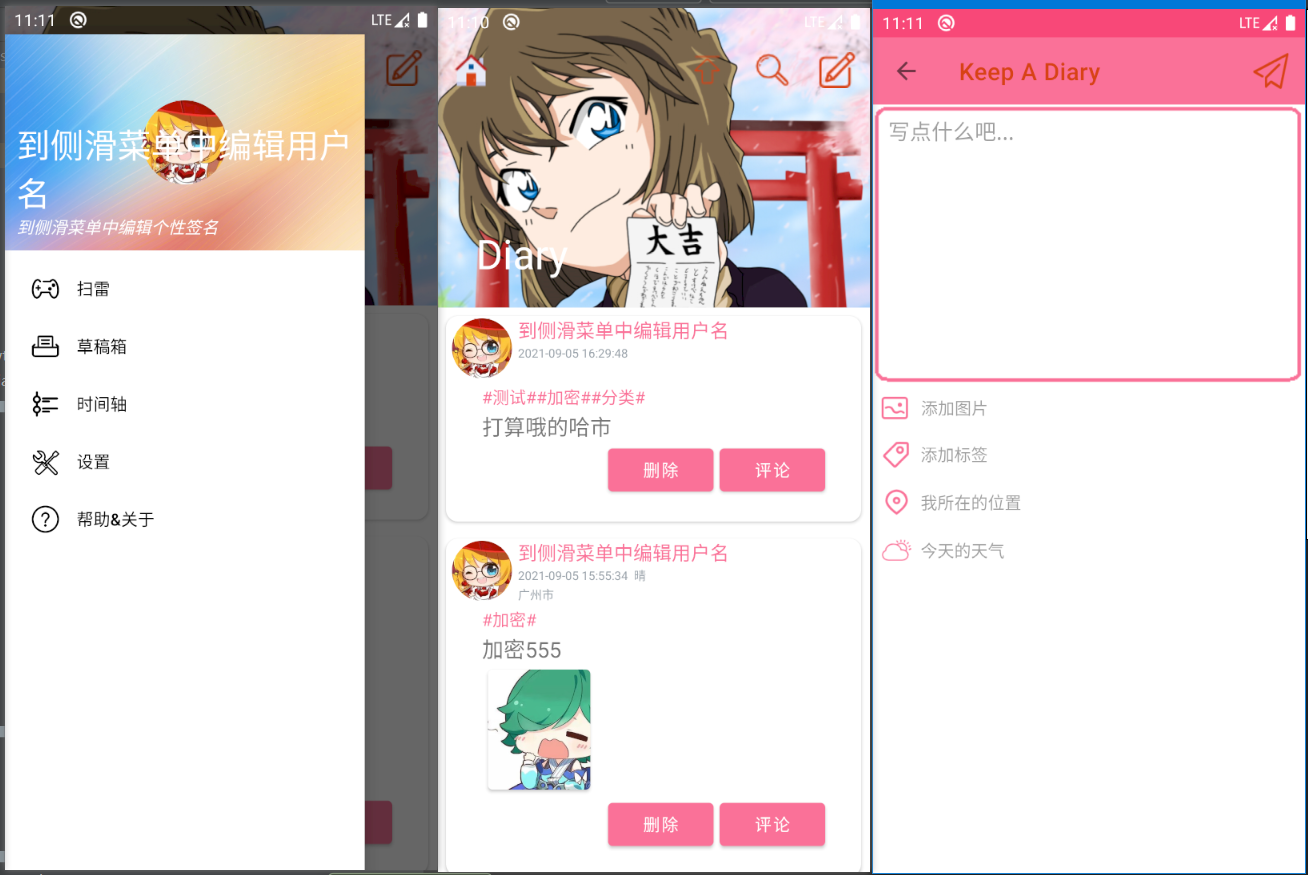 11:11
LTE
到侧滑菜单中编辑用户
名
到侧滑菜单中编辑个性签名
扫雷
草稿箱
时间轴
设置
帮助&关于
11:10
LTE
大吉
Diary
到侧滑菜单中编辑用户名
2021-09-05 16:29:48
#测试##加密##分类#
打算哦的哈市
删除
评论
到侧滑菜单中编辑用户名
2021-09-05 15:55:34 晴
广州市
#加密#
加密555
删除
评论
11:11
LTE
Keep A Diary
写点什么吧...
添加图片
添加标签
我所在的位置
今天的天气